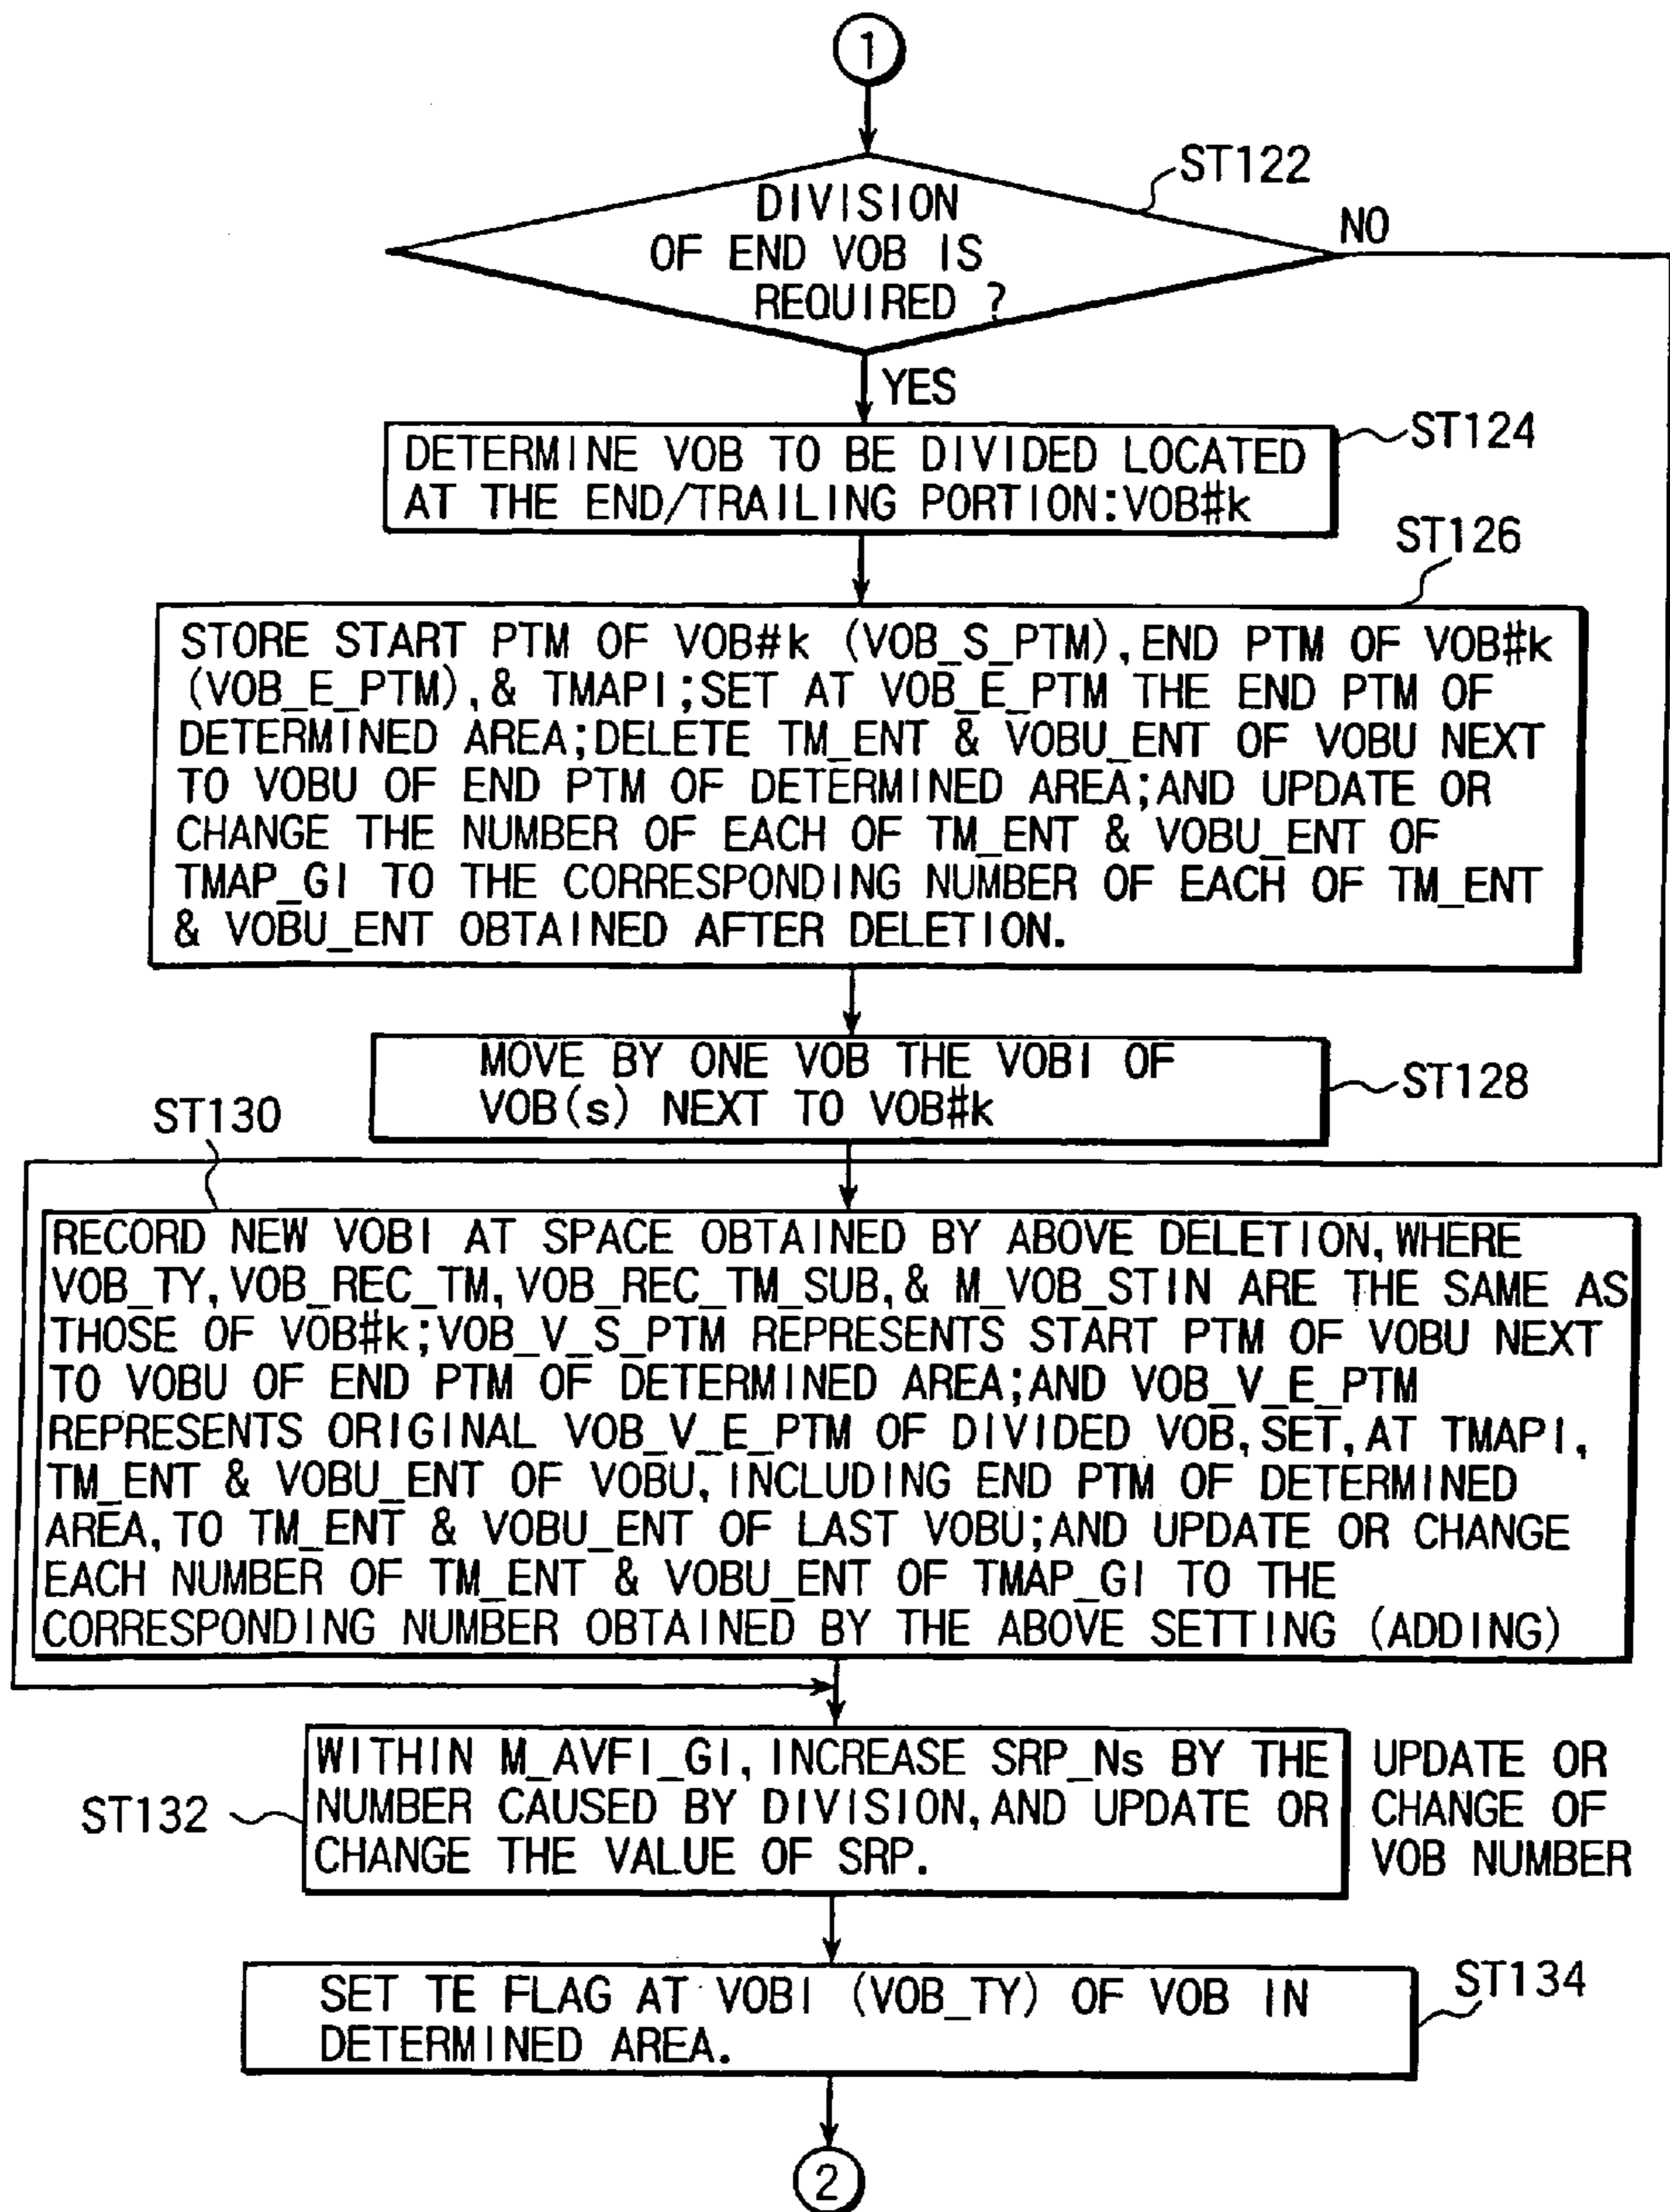 1
ST122
DIVISION
OF END VOB IS
REQUIRED ?
NO
YES
DETERMINE VOB TO BE DIVIDED LOCATED
AT THE END/TRAILING PORTION:VOB#k
ST124
ST126
STORE START PTM OF VOB#k (VOB_S_PTM),END PTM OF VOB#k
(VOB_E_PTM),& TMAPI;SET AT VOB_E_PTM THE END PTM OF
DETERMINED AREA;DELETE TM_ENT & VOBU_ENT OF VOBU NEXT
TO VOBU OF END PTM OF DETERMINED AREA;AND UPDATE OR
CHANGE THE NUMBER OF EACH OF TM_ENT & VOBU_ENT OF
TMAP_GI TO THE CORRESPONDING NUMBER OF EACH OF TM_ENT
& VOBU_ENT OBTAINED AFTER DELETION.
MOVE BY ONE VOB THE VOBI OF
VOB(s) NEXT TO VOB#k
ST128
ST130
RECORD NEW VOBI AT SPACE OBTAINED BY ABOVE DELETION,WHERE
VOB_TY,VOB_REC_TM,VOB_REC_TM_SUB,& M_VOB_STIN ARE THE SAME AS
THOSE OF VOB#k;VOB_V_S_PTM REPRESENTS START PTM OF VOBU NEXT
TO VOBU OF END PTM OF DETERMINED AREA;AND VOB_V_E_PTM
REPRESENTS ORIGINAL VOB_V_E_PTM OF DIVIDED VOB,SET,AT TMAPI,
TM_ENT & VOBU_ENT OF VOBU,INCLUDING END PTM OF DETERMINED
AREA,TO TM_ENT & VOBU_ENT OF LAST VOBU;AND UPDATE OR CHANGE
EACH NUMBER OF TM_ENT & VOBU_ENT OF TMAP_GI TO THE
CORRESPONDING NUMBER OBTAINED BY THE ABOVE SETTING (ADDING)
ST132
WITHIN M_AVFI_GI,INCREASE SRP_Ns BY THE
NUMBER CAUSED BY DIVISION,AND UPDATE OR
CHANGE THE VALUE OF SRP.
UPDATE OR
CHANGE OF
VOB NUMBER
SET TE FLAG AT VOBI (VOB_TY) OF VOB IN
DETERMINED AREA.
ST134
2